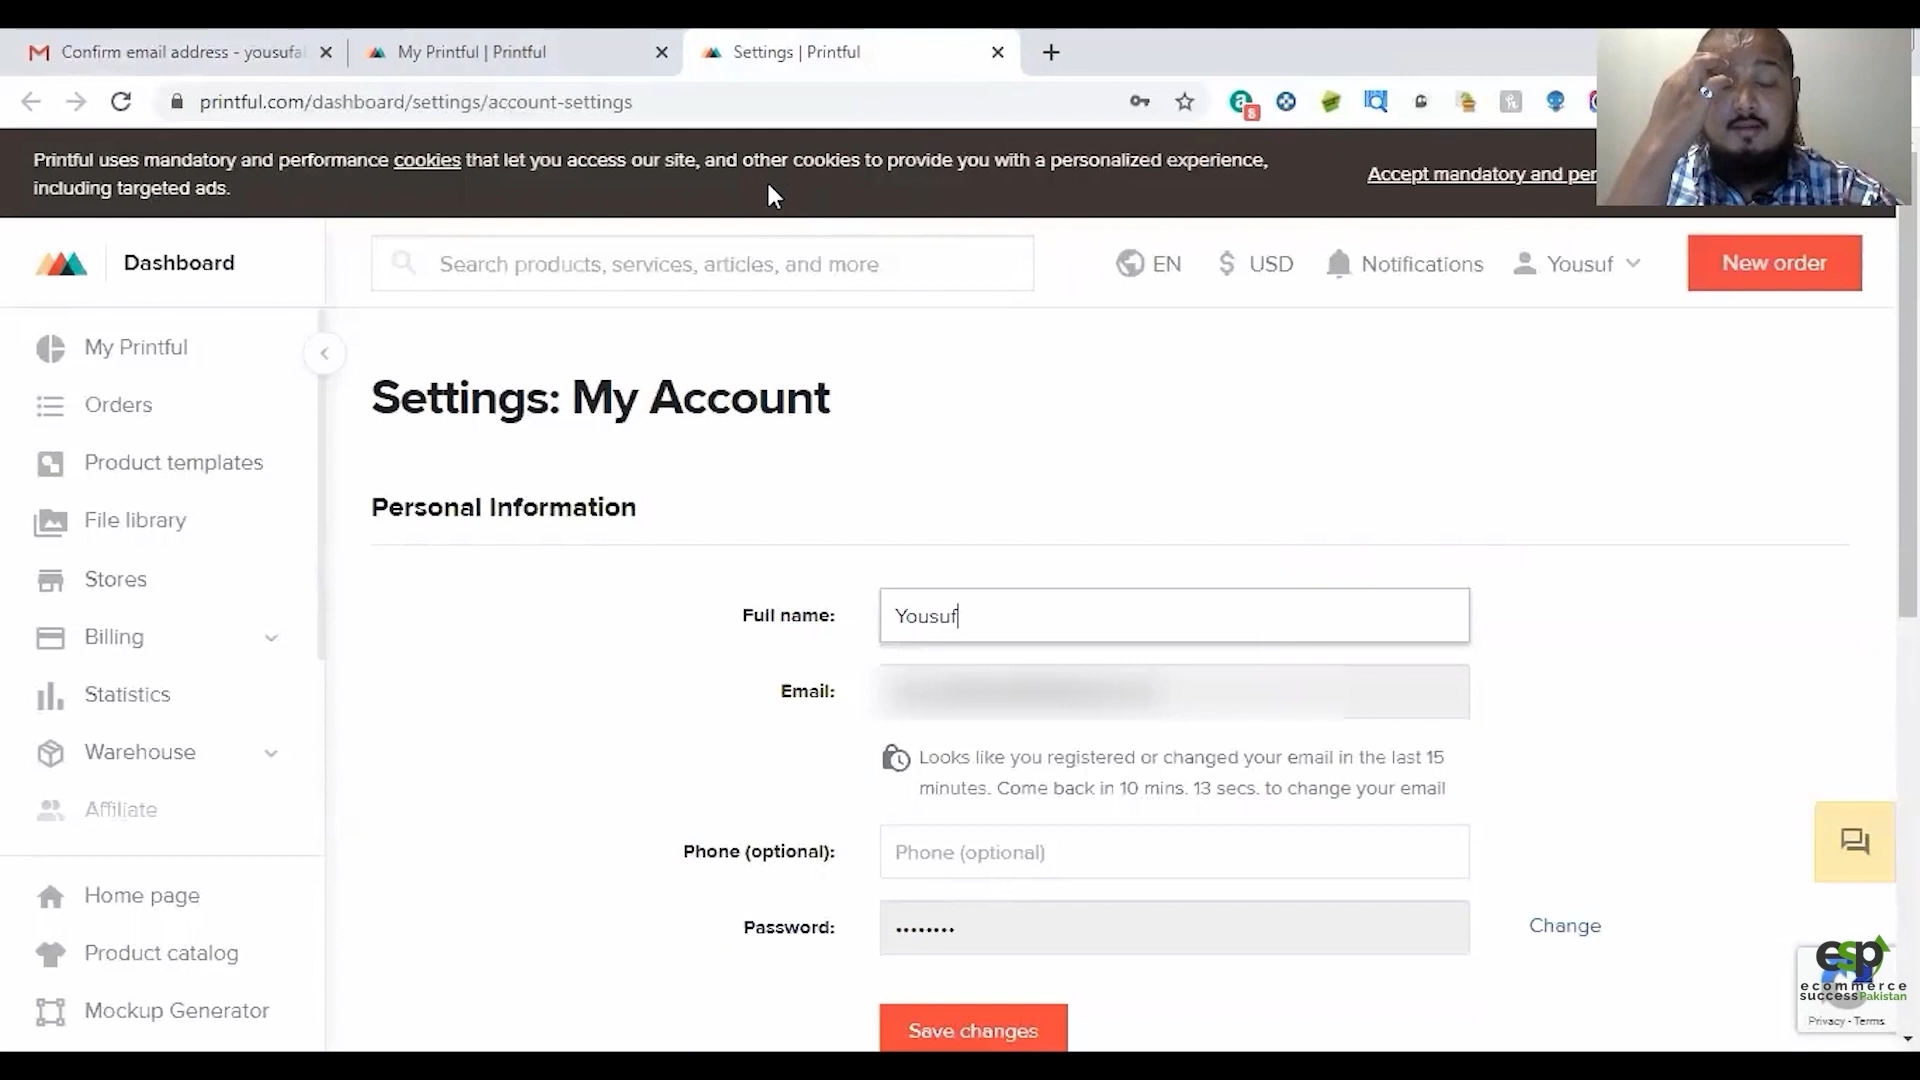 Confirm email address - yousufa
My Printful | Printful
Settings | Printful
printful.com/dashboard/settings/account-settings
Printful uses mandatory and performance cookies that let you access our site, and other cookies to provide you with a personalized experience,
including targeted ads.
Accept mandatory and per
Dashboard
Search products, services, articles, and more
EN
$ USD
Notifications
Yousuf
New order
My Printful
Orders
Product templates
File library
Stores
Billing
Statistics
Warehouse
Affiliate
Home page
Product catalog
Mockup Generator
Settings: My Account
Personal Information
Full name:
Yousuf
Email:
Looks like you registered or changed your email in the last 15
minutes. Come back in 10 mins. 13 secs. to change your email
Phone (optional):
Phone (optional)
Password:
••••••••
Change
Save changes
esp
ecommerce
successPakistan
Privacy - Terms